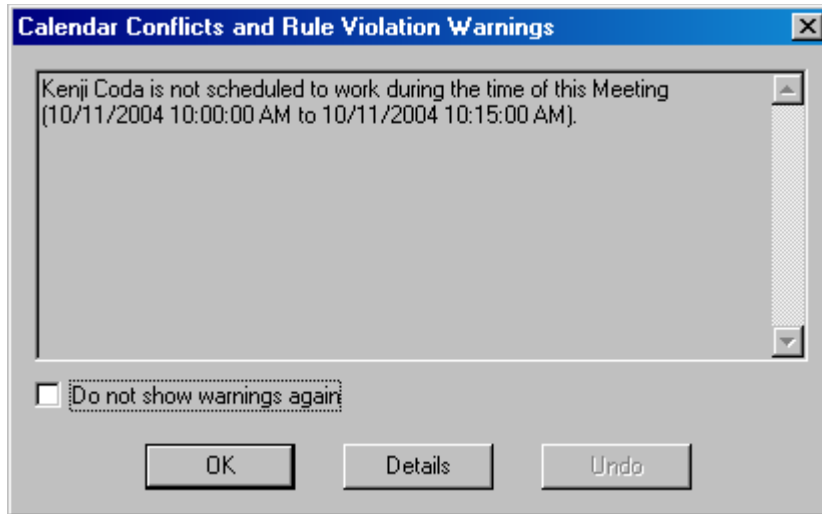 Calendar Conflicts and Rule Violation Warnings
Kenji Coda is not scheduled to work during the time of this Meeting
(10/11/2004 10:00:00 AM to 10/11/2004 10:15:00 AM).
Do not show warnings again
OK
Details
Undo